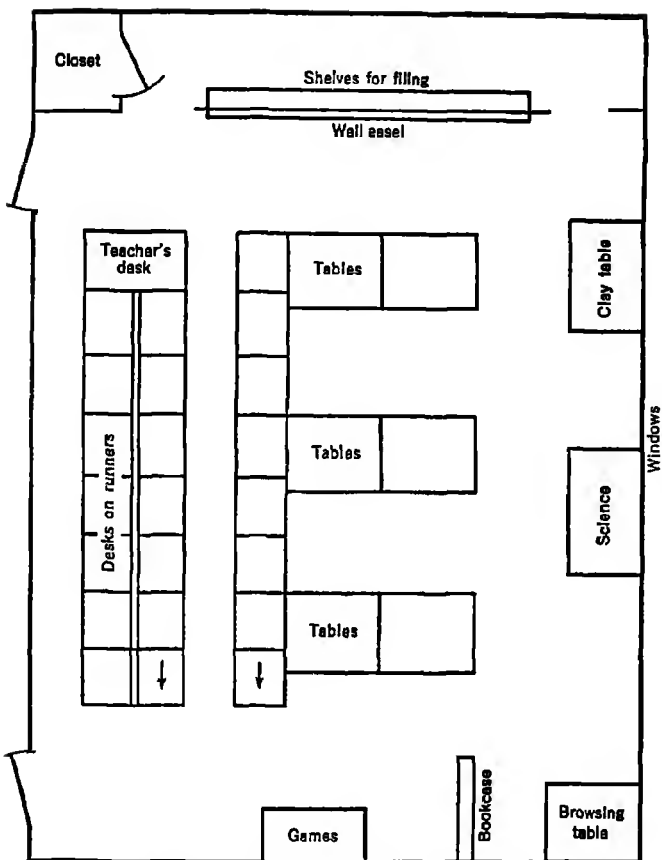 Closet
Shelves for filing
Wall easel
Teacher's
desk
Tables
Clay table
Windows
Desks on runners
Tables
Science
Tables
Bookcase
Games
Browsing
table